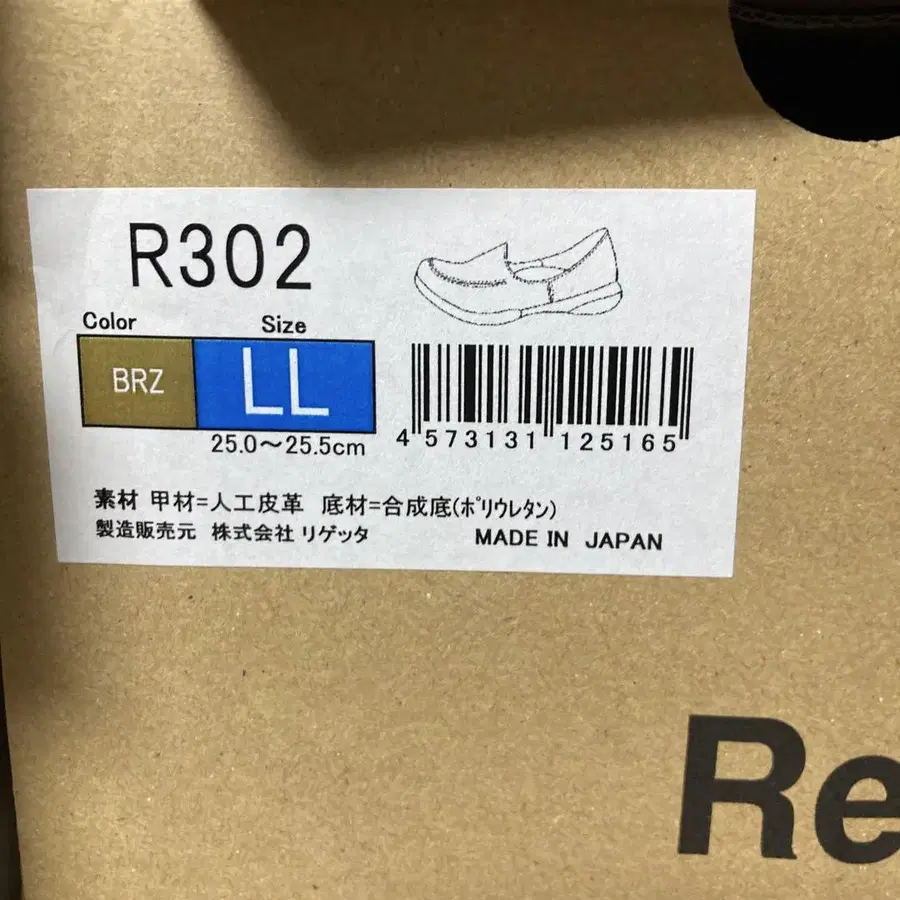 R302
Color Size
BRZ LL
25.0～25.5cm
4 573131 125165
素材 甲材=人工皮革 底材=合成底(ﾎﾟﾘｳﾚﾀﾝ)
製造販売元 株式会社 リゲッタ MADE IN JAPAN
Re